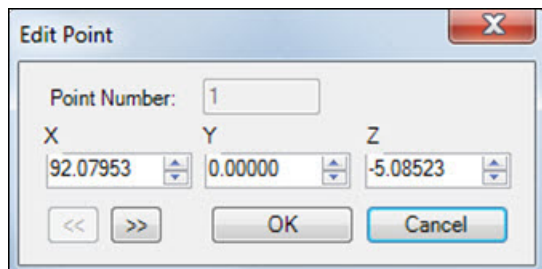 Edit Point
Point Number: 1
X Y Z
92.07953 0.00000 -5.08523
<< >> OK Cancel